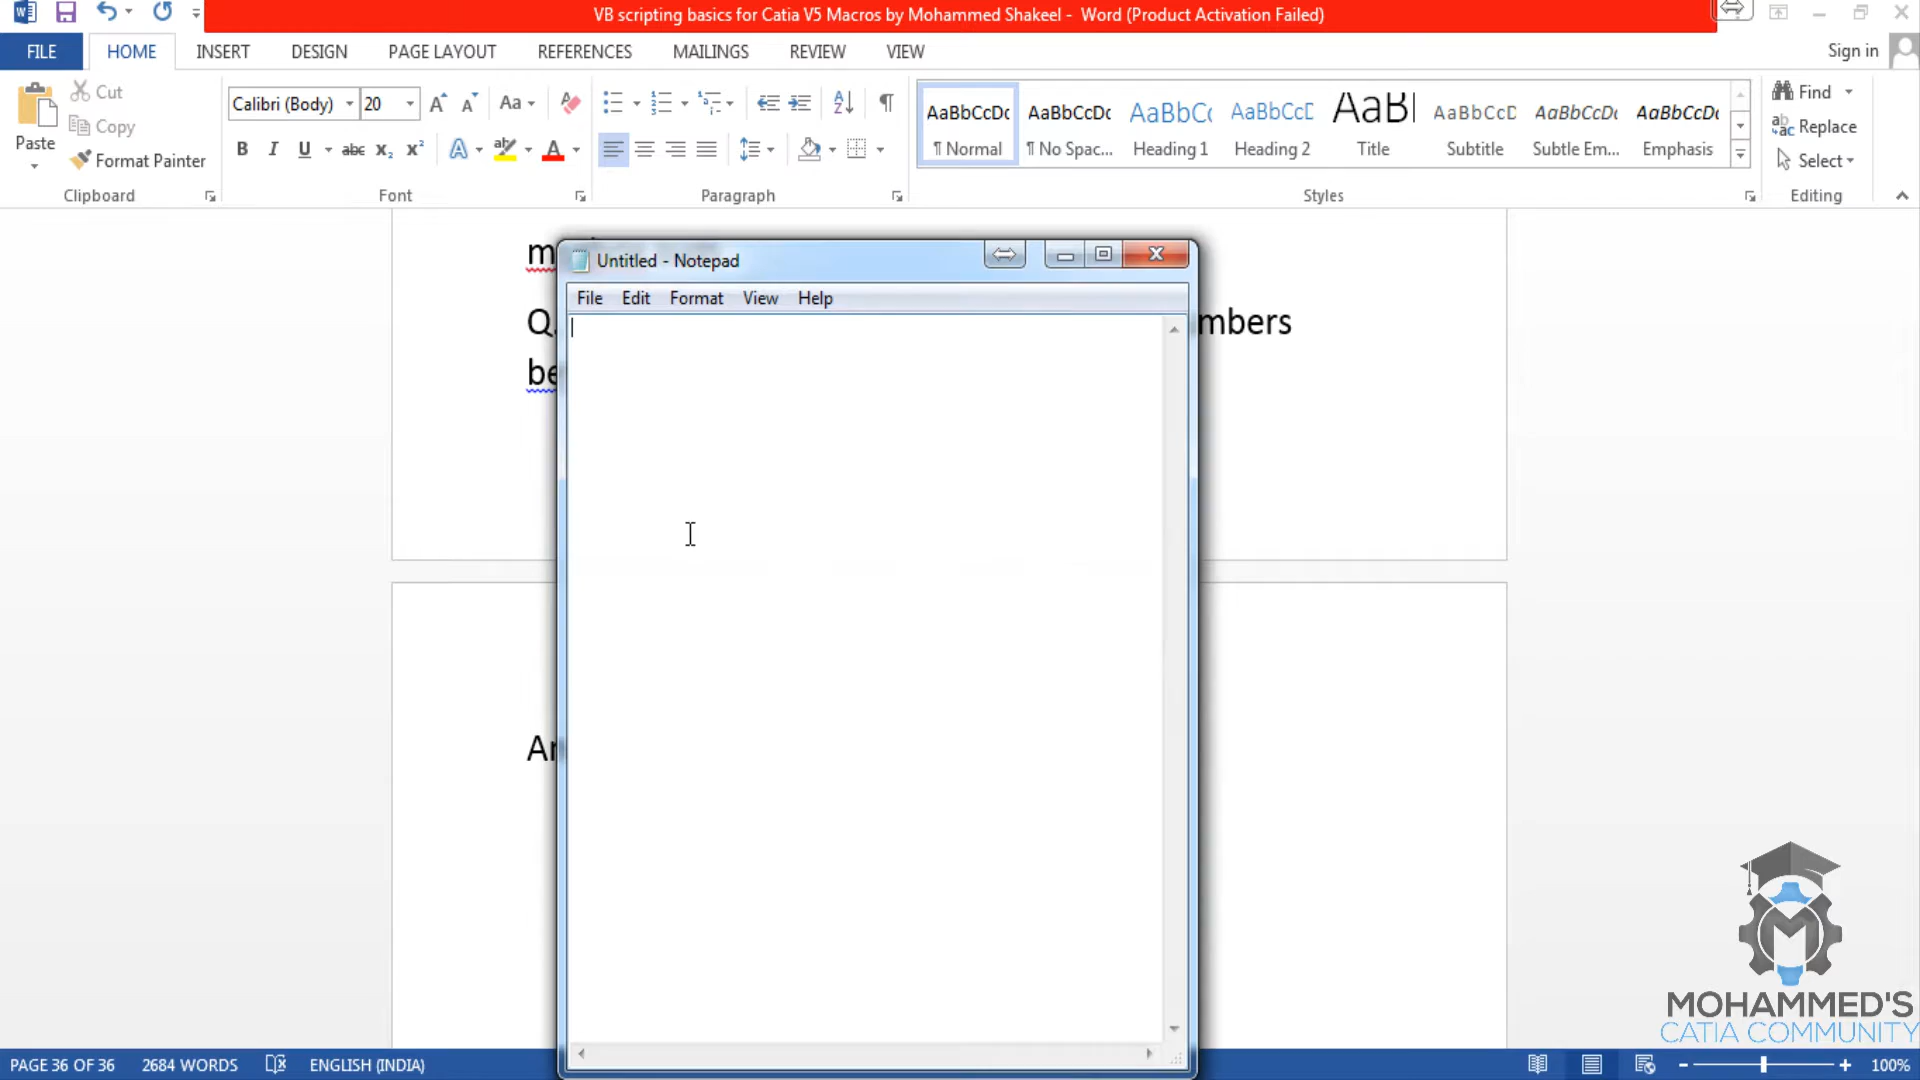 VB scripting basics for Catia V5 Macros by Mohammed Shakeel - Word (Product Activation Failed)
FILE HOME INSERT DESIGN PAGE LAYOUT REFERENCES MAILINGS REVIEW VIEW Sign in
Cut
Copy
Paste
Format Painter
Clipboard
Calibri (Body) 20
Font
Paragraph
AaBbCcDc AaBbCcDc AaBbCc AaBbCcD AaBl AaBbCcD AaBbCcDc AaBbCcDc
¶ Normal ¶ No Spac... Heading 1 Heading 2 Title Subtitle Subtle Em... Emphasis
Styles
Find
Replace
Select
Editing
Untitled - Notepad
File Edit Format View Help
Q. mbers
be
An
MOHAMMED'S
CATIA COMMUNITY
PAGE 36 OF 36 2684 WORDS ENGLISH (INDIA) 100%